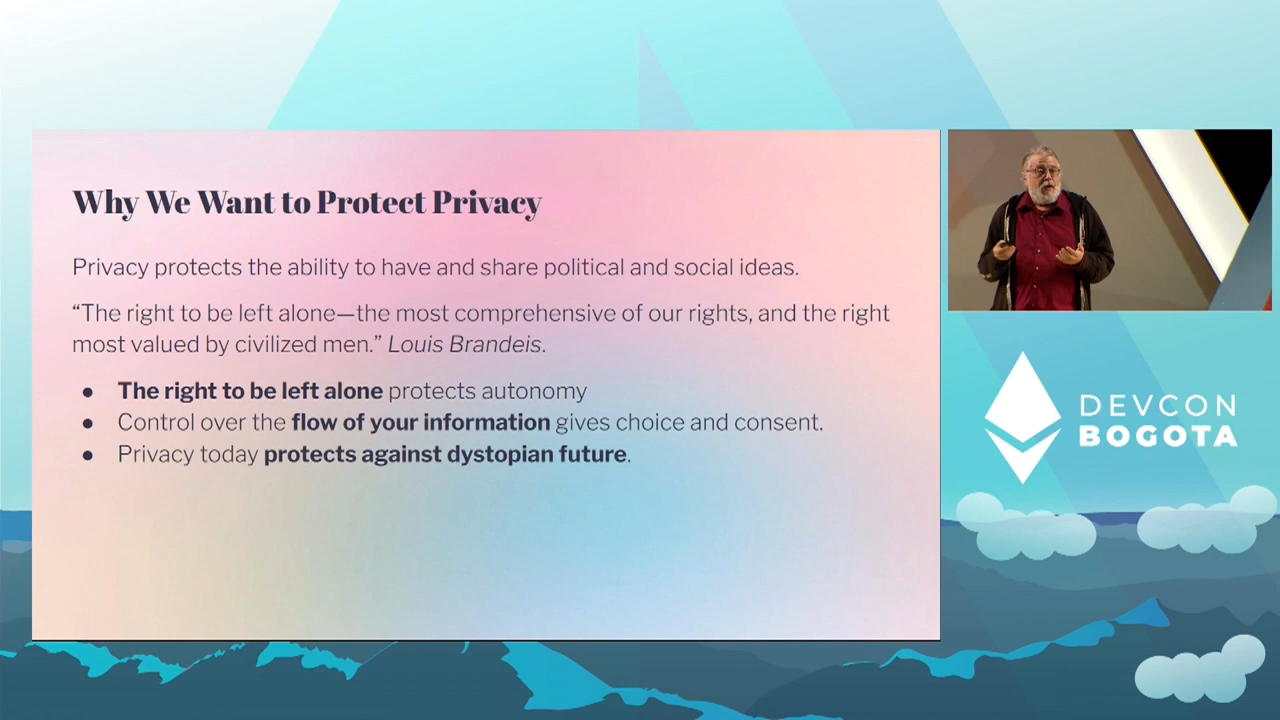 Why We Want to Protect Privacy
Privacy protects the ability to have and share political and social ideas.
“The right to be left alone—the most comprehensive of our rights, and the right
most valued by civilized men.” Louis Brandeis.
● The right to be left alone protects autonomy
● Control over the flow of your information gives choice and consent.
● Privacy today protects against dystopian future.
DEVCON
BOGOTA